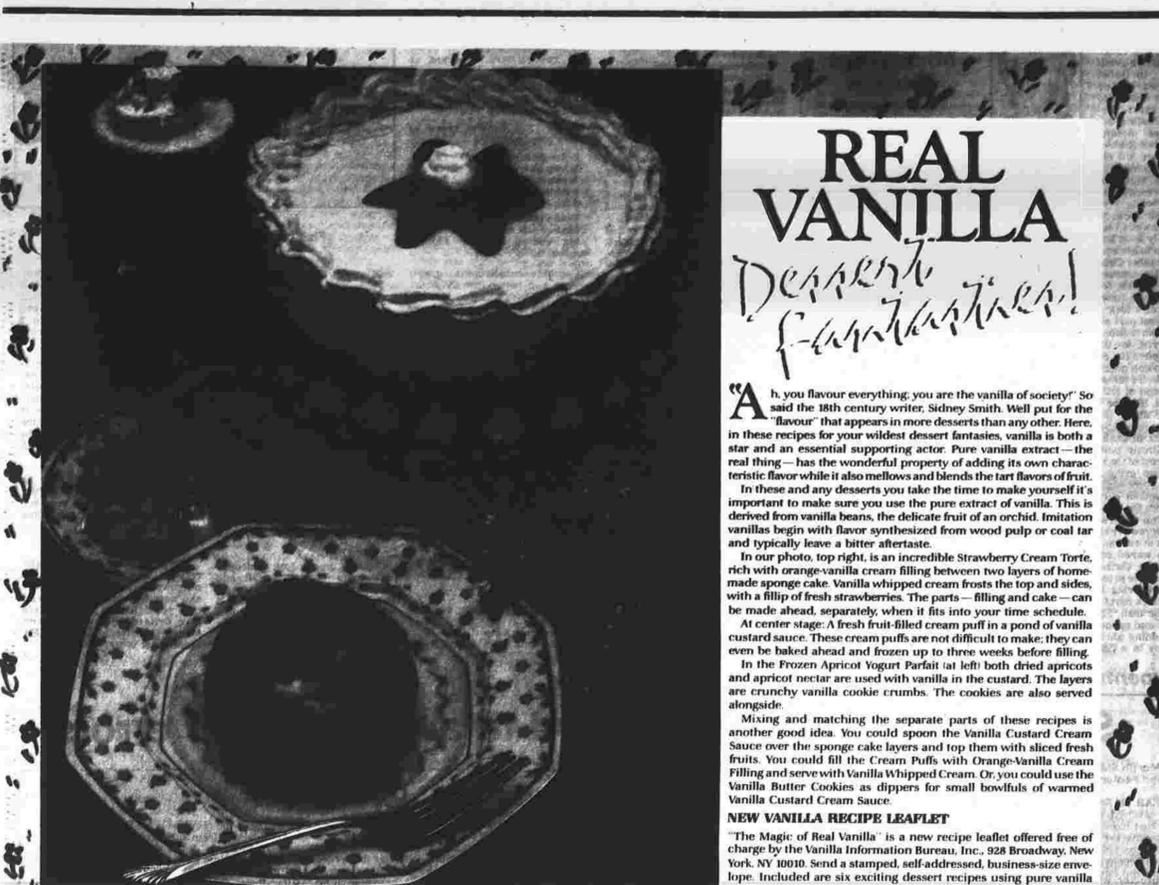 REAL
VANILLA
Dessert
fantasies!
"Ah, you flavour everything; you are the vanilla of society!" So
said the 18th century writer, Sidney Smith. Well put for the
"flavour" that appears in more desserts than any other. Here,
in these recipes for your wildest dessert fantasies, vanilla is both a
star and an essential supporting actor. Pure vanilla extract — the
real thing — has the wonderful property of adding its own charac-
teristic flavor while it also mellows and blends the tart flavors of fruit.
In these and any desserts you take the time to make yourself it's
important to make sure you use the pure extract of vanilla. This is
derived from vanilla beans, the delicate fruit of an orchid. Imitation
vanillas begin with flavor synthesized from wood pulp or coal tar
and typically leave a bitter aftertaste.
In our photo, top right, is an incredible Strawberry Cream Torte,
rich with orange-vanilla cream filling between two layers of home-
made sponge cake. Vanilla whipped cream frosts the top and sides,
with a fillip of fresh strawberries. The parts — filling and cake — can
be made ahead, separately, when it fits into your time schedule.
At center stage: A fresh fruit-filled cream puff in a pond of vanilla
custard sauce. These cream puffs are not difficult to make; they can
even be baked ahead and frozen up to three weeks before filling.
In the Frozen Apricot Yogurt Parfait (at left) both dried apricots
and apricot nectar are used with vanilla in the custard. The layers
are crunchy vanilla cookie crumbs. The cookies are also served
alongside.
Mixing and matching the separate parts of these recipes is
another good idea. You could spoon the Vanilla Custard Cream
Sauce over the sponge cake layers and top them with sliced fresh
fruits. You could fill the Cream Puffs with Orange-Vanilla Cream
Filling and serve with Vanilla Whipped Cream. Or, you could use the
Vanilla Butter Cookies as dippers for small bowlfuls of warmed
Vanilla Custard Cream Sauce.
NEW VANILLA RECIPE LEAFLET
"The Magic of Real Vanilla" is a new recipe leaflet offered free of
charge by the Vanilla Information Bureau, Inc., 928 Broadway, New
York, NY 10010. Send a stamped, self-addressed, business-size enve-
lope. Included are six exciting dessert recipes using pure vanilla